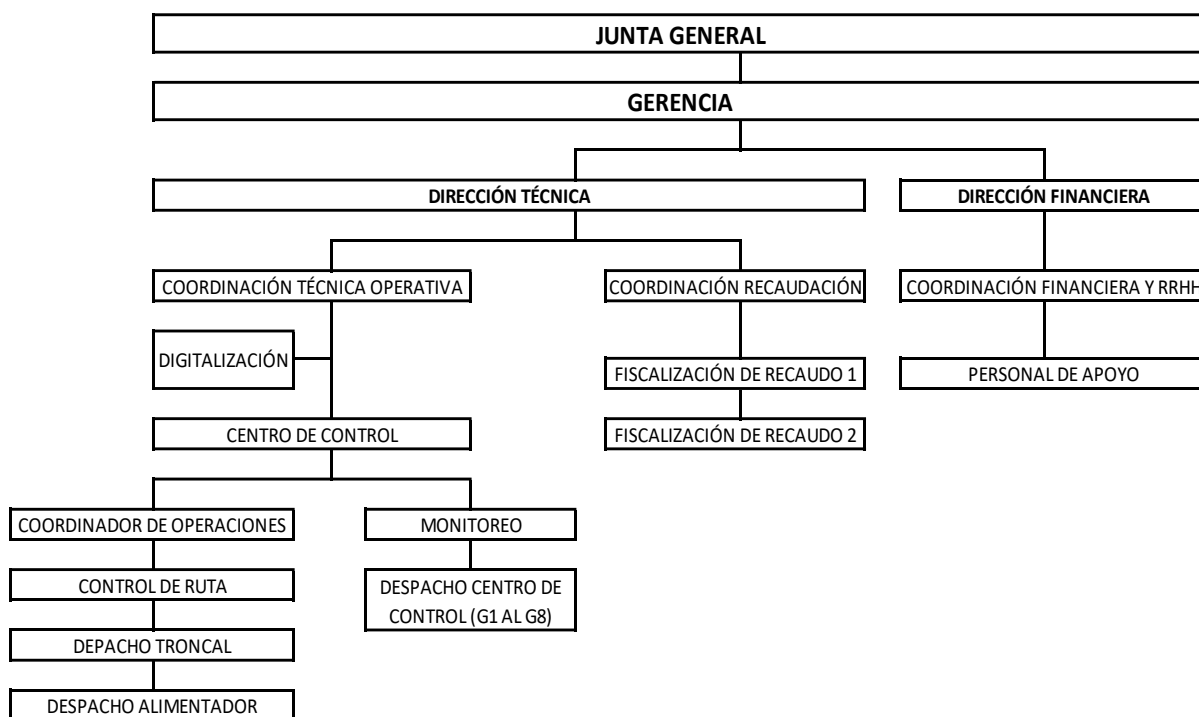 JUNTA GENERAL
GERENCIA
DIRECCIÓN TÉCNICA
DIRECCIÓN FINANCIERA
COORDINACIÓN TÉCNICA OPERATIVA
COORDINACIÓN RECAUDACIÓN
COORDINACIÓN FINANCIERA Y RRHH
DIGITALIZACIÓN
FISCALIZACIÓN DE RECAUDO 1
PERSONAL DE APOYO
CENTRO DE CONTROL
FISCALIZACIÓN DE RECAUDO 2
COORDINADOR DE OPERACIONES
MONITOREO
CONTROL DE RUTA
DESPACHO CENTRO DE
CONTROL (G1 AL G8)
DEPACHO TRONCAL
DESPACHO ALIMENTADOR